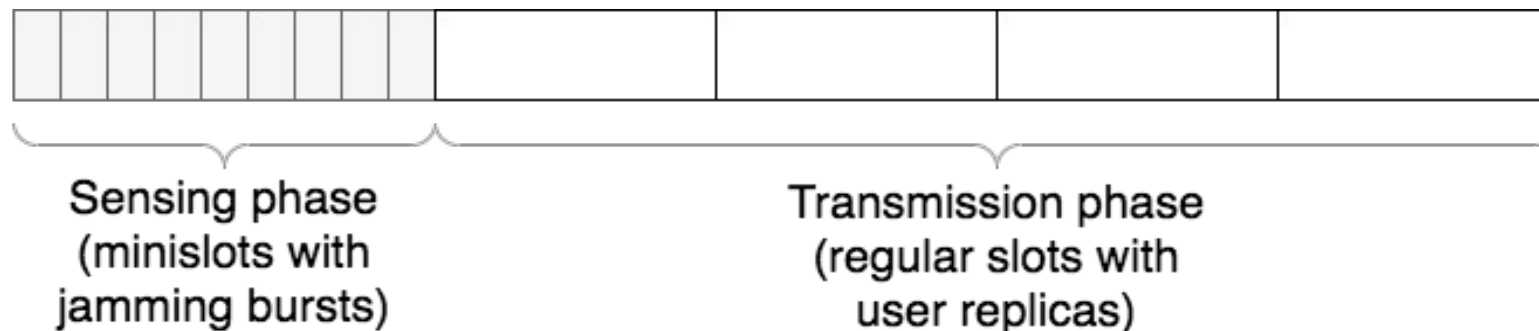 Sensing phase
(minislots with
jamming bursts)
Transmission phase
(regular slots with
user replicas)